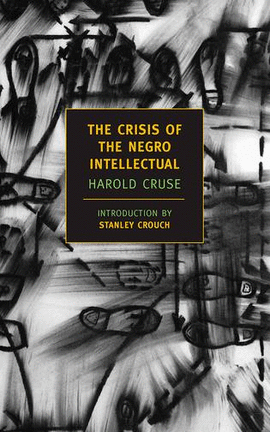 THE CRISIS OF
THE NEGRO
INTELLECTUAL
HAROLD CRUSE
INTRODUCTION BY
STANLEY CROUCH